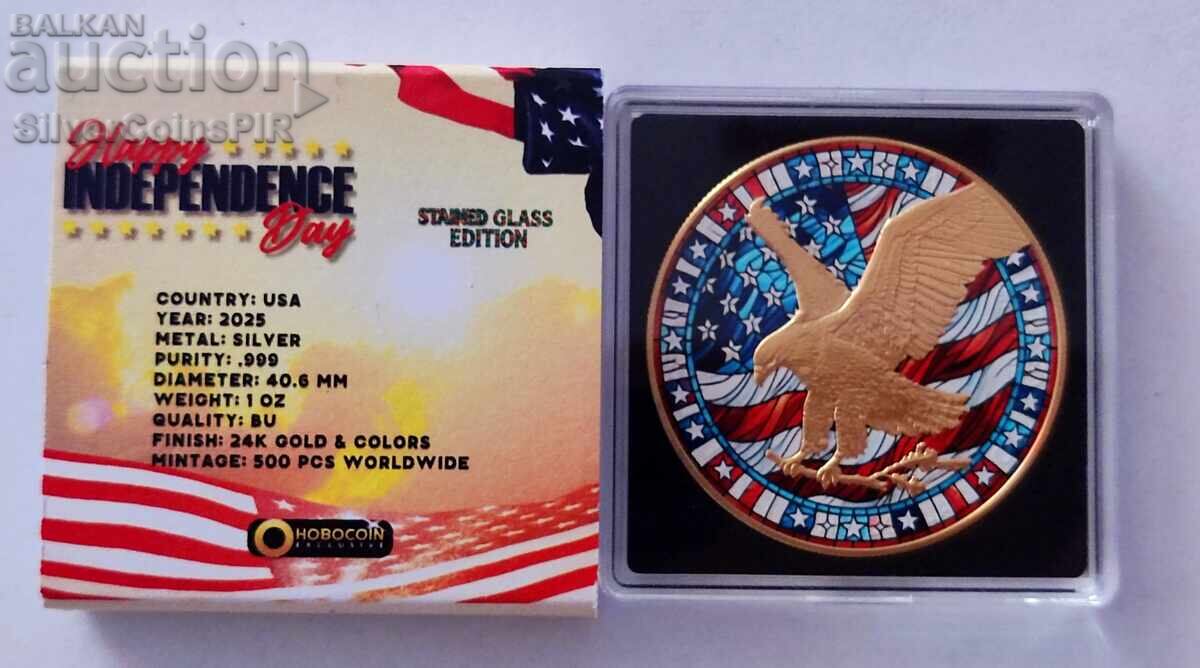 BALKAN
auction
SilverCoinsPIR
Happy
INDEPENDENCE
Day
STAINED GLASS
EDITION
COUNTRY: USA
YEAR: 2025
METAL: SILVER
PURITY: .999
DIAMETER: 40.6 MM
WEIGHT: 1 OZ
QUALITY: BU
FINISH: 24K GOLD & COLORS
MINTAGE: 500 PCS WORLDWIDE
HOBOCOIN
EXCLUSIVE